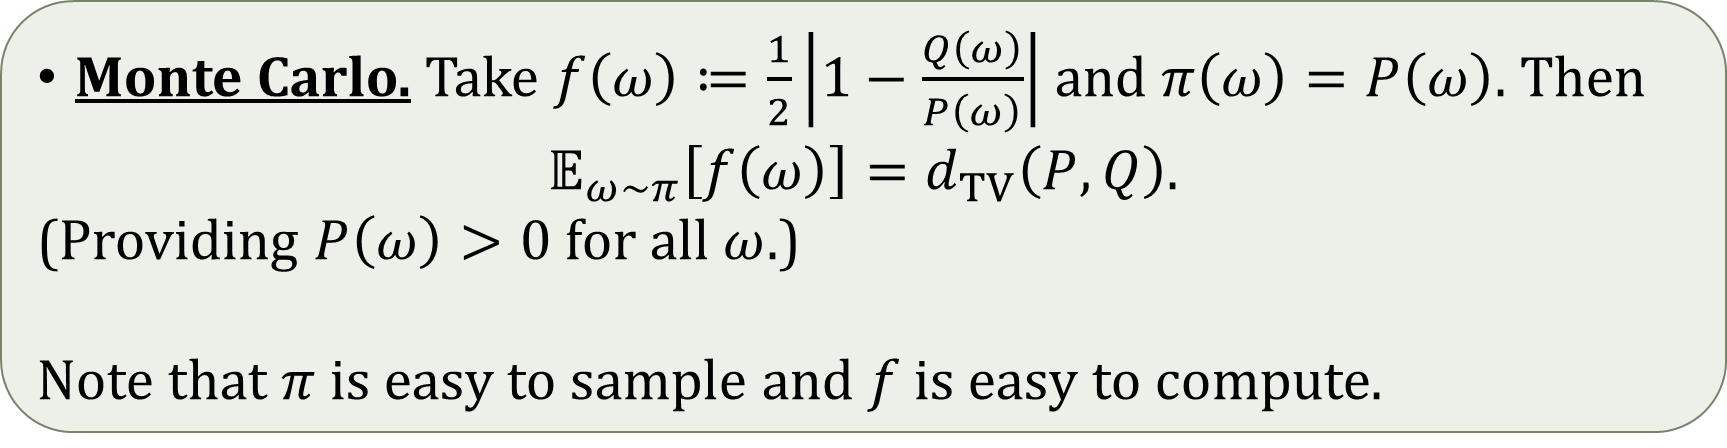 • Monte Carlo. Take f(ω) ≔ 1/2 |1 − Q(ω)/P(ω)| and π(ω) = P(ω). Then
𝔼_{ω~π}[f(ω)] = d_TV(P, Q).
(Providing P(ω) > 0 for all ω.)
Note that π is easy to sample and f is easy to compute.